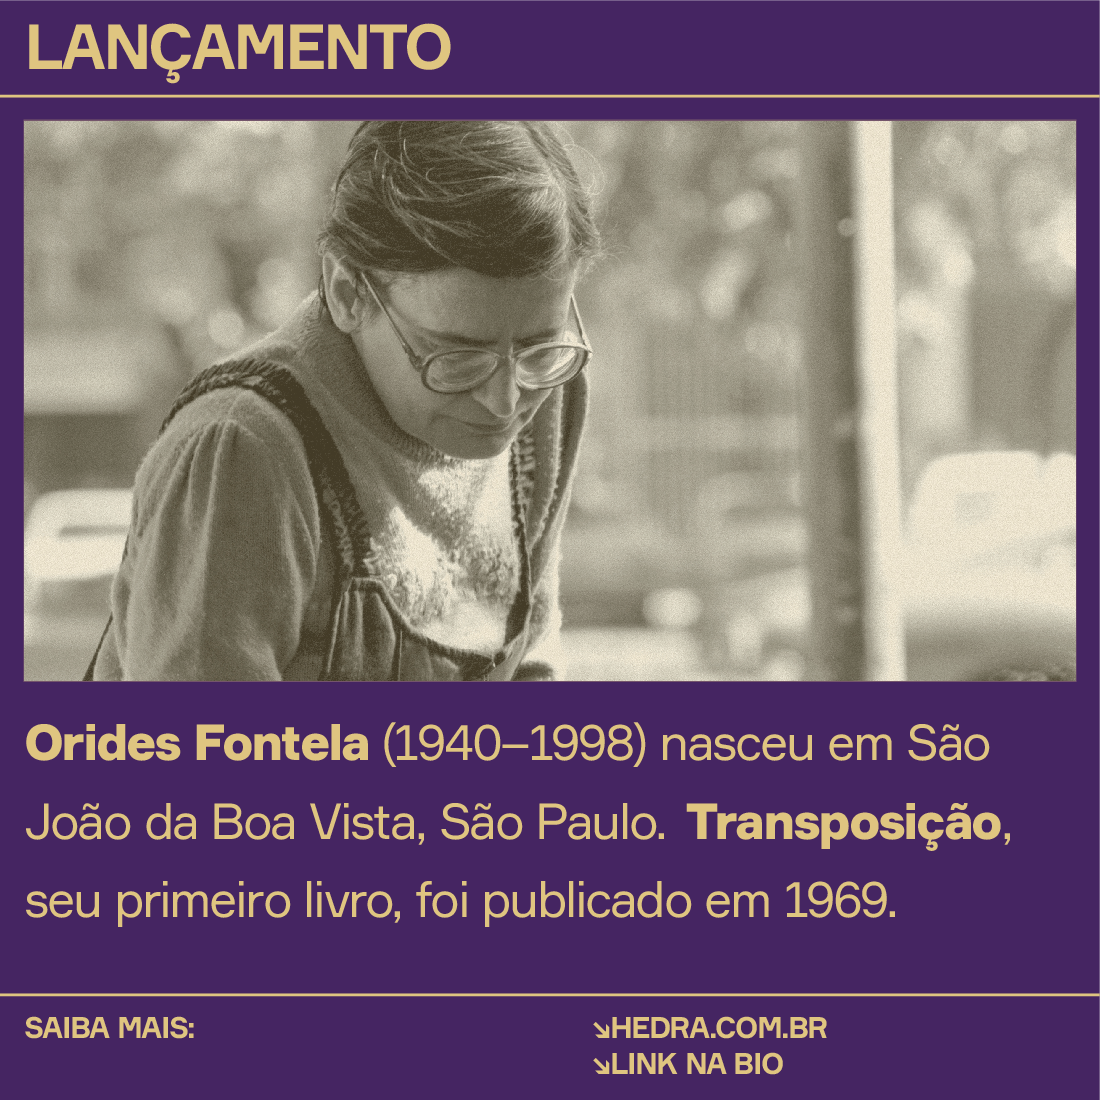 LANÇAMENTO
Orides Fontela (1940–1998) nasceu em São
João da Boa Vista, São Paulo. Transposição,
seu primeiro livro, foi publicado em 1969.
SAIBA MAIS:
↘HEDRA.COM.BR
↘LINK NA BIO